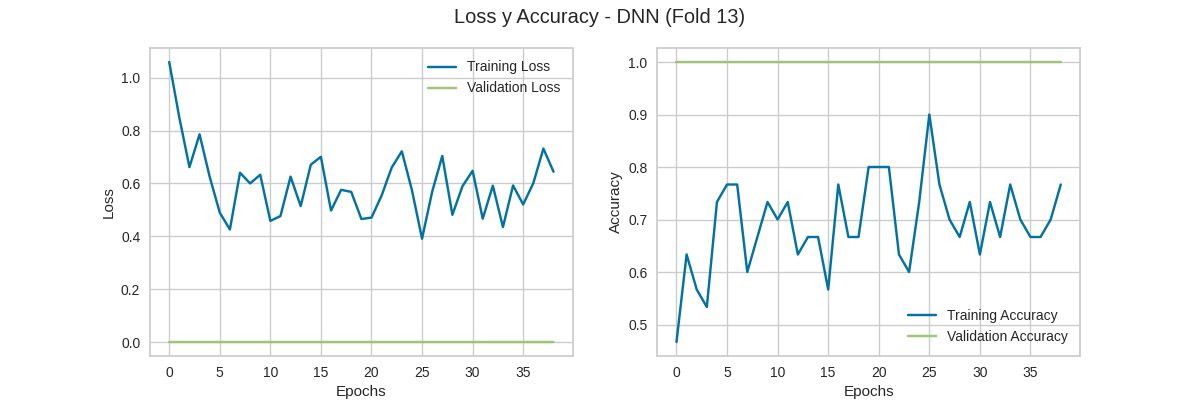 Loss y Accuracy - DNN (Fold 13)
Training Loss
Validation Loss
1.0
0.8
0.6
0.4
0.2
0.0
Loss
0 5 10 15 20 25 30 35
Epochs
1.0
0.9
0.8
0.7
0.6
0.5
Accuracy
Training Accuracy
Validation Accuracy
0 5 10 15 20 25 30 35
Epochs